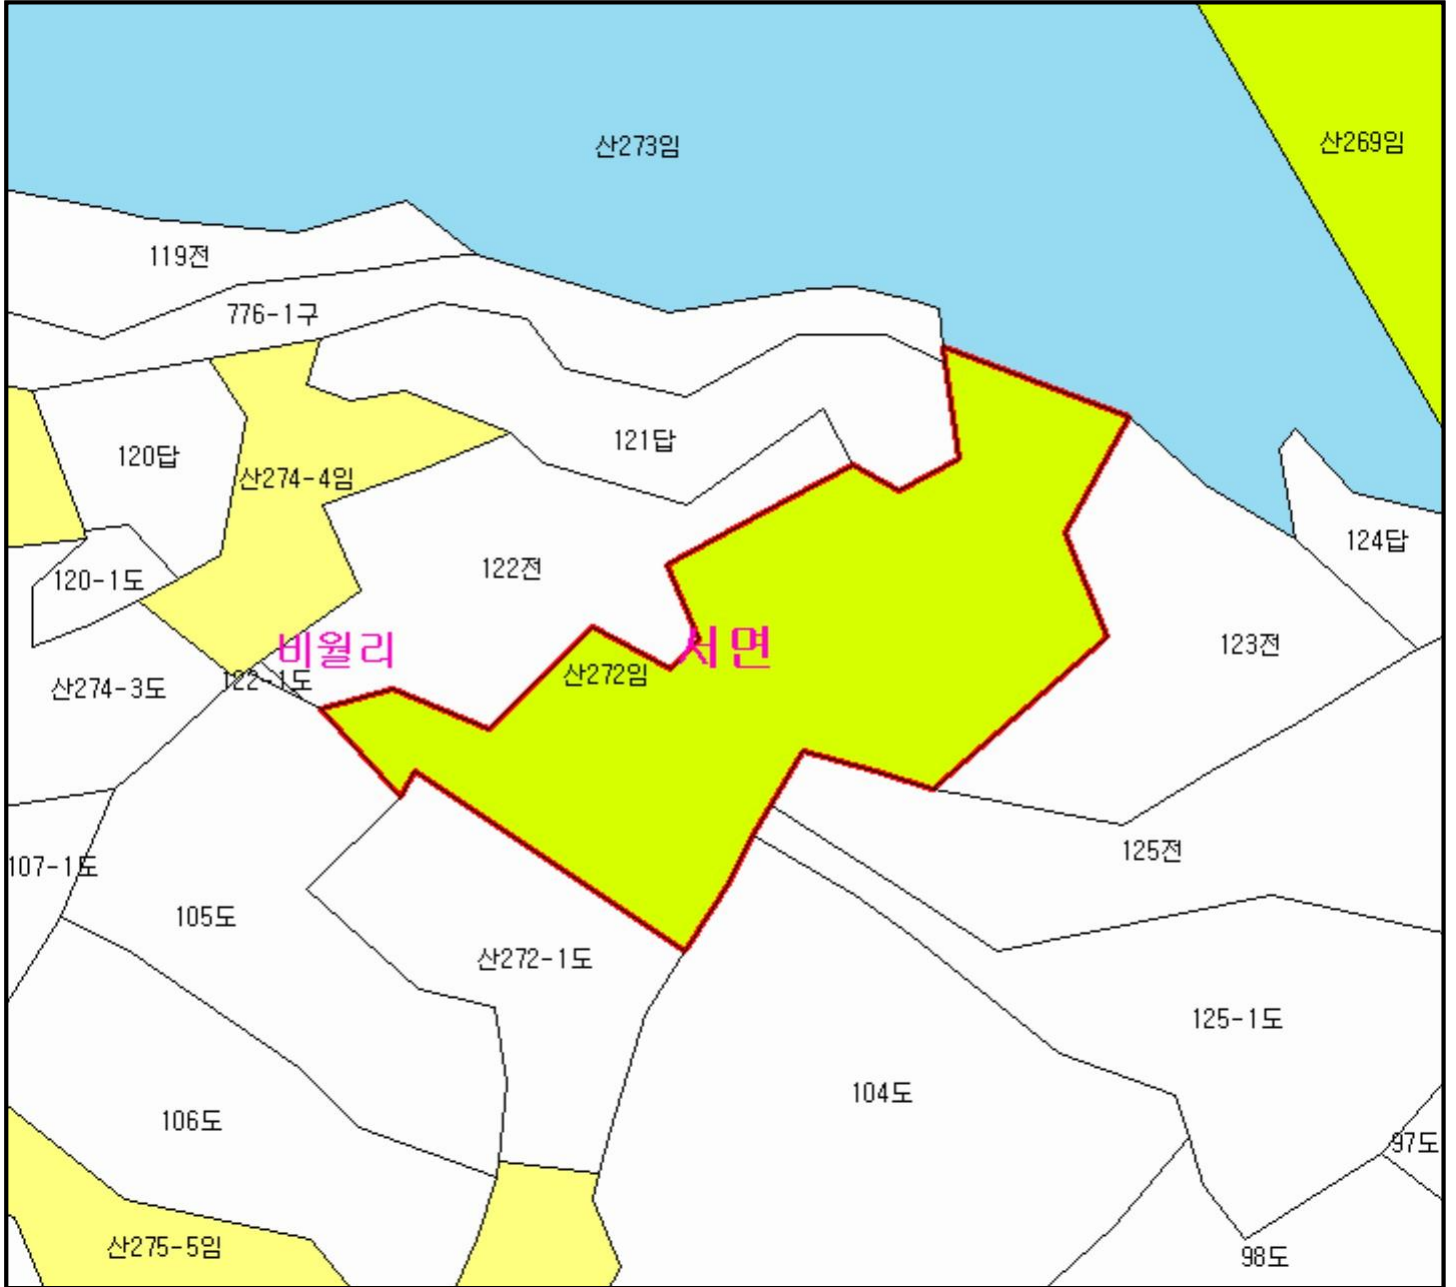 산273임
산269임
119전
776-1구
121답
120답
산274-4임
124답
122전
120-1도
비월리
서면
123전
산272임
122-1도
산274-3도
125전
107-1도
105도
산272-1도
125-1도
104도
106도
97도
산275-5임
98도